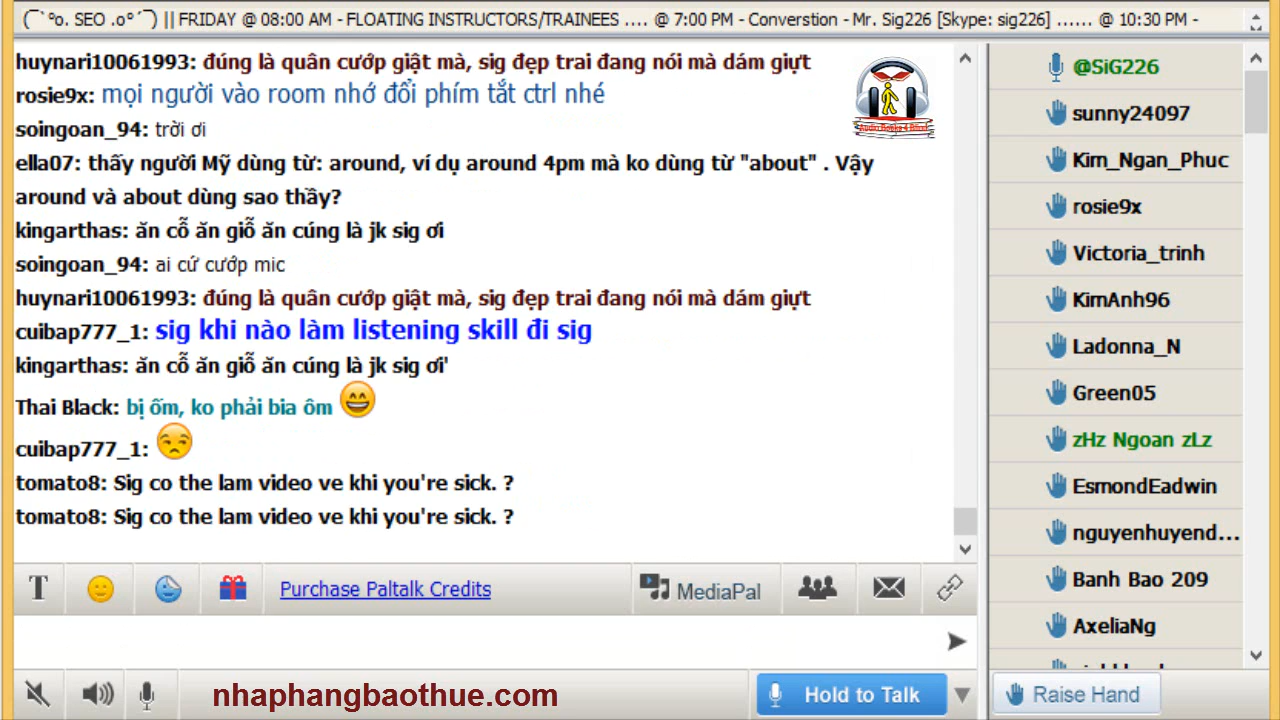 (¯`°o. SEO .o°´¯) || FRIDAY @ 08:00 AM - FLOATING INSTRUCTORS/TRAINEES .... @ 7:00 PM - Converstion - Mr. Sig226 [Skype: sig226] ...... @ 10:30 PM -
huynari10061993: đúng là quân cướp giật mà, sig đẹp trai đang nói mà dám giựt
rosie9x: mọi người vào room nhớ đổi phím tắt ctrl nhé
soingoan_94: trời ơi
ella07: thấy người Mỹ dùng từ: around, ví dụ around 4pm mà ko dùng từ "about" . Vậy
around và about dùng sao thầy?
kingarthas: ăn cỗ ăn giỗ ăn cúng là jk sig ơi
soingoan_94: ai cứ cướp mic
huynari10061993: đúng là quân cướp giật mà, sig đẹp trai đang nói mà dám giựt
cuibap777_1: sig khi nào làm listening skill đi sig
kingarthas: ăn cỗ ăn giỗ ăn cúng là jk sig ơi'
Thai Black: bị ốm, ko phải bia ôm
cuibap777_1:
tomato8: Sig co the lam video ve khi you're sick. ?
tomato8: Sig co the lam video ve khi you're sick. ?
Audio Books 4 Blind
@SiG226
sunny24097
Kim_Ngan_Phuc
rosie9x
Victoria_trinh
KimAnh96
Ladonna_N
Green05
zHz Ngoan zLz
EsmondEadwin
nguyenhuyend...
Banh Bao 209
AxeliaNg
T
Purchase Paltalk Credits
MediaPal
nhaphangbaothue.com
Hold to Talk
Raise Hand